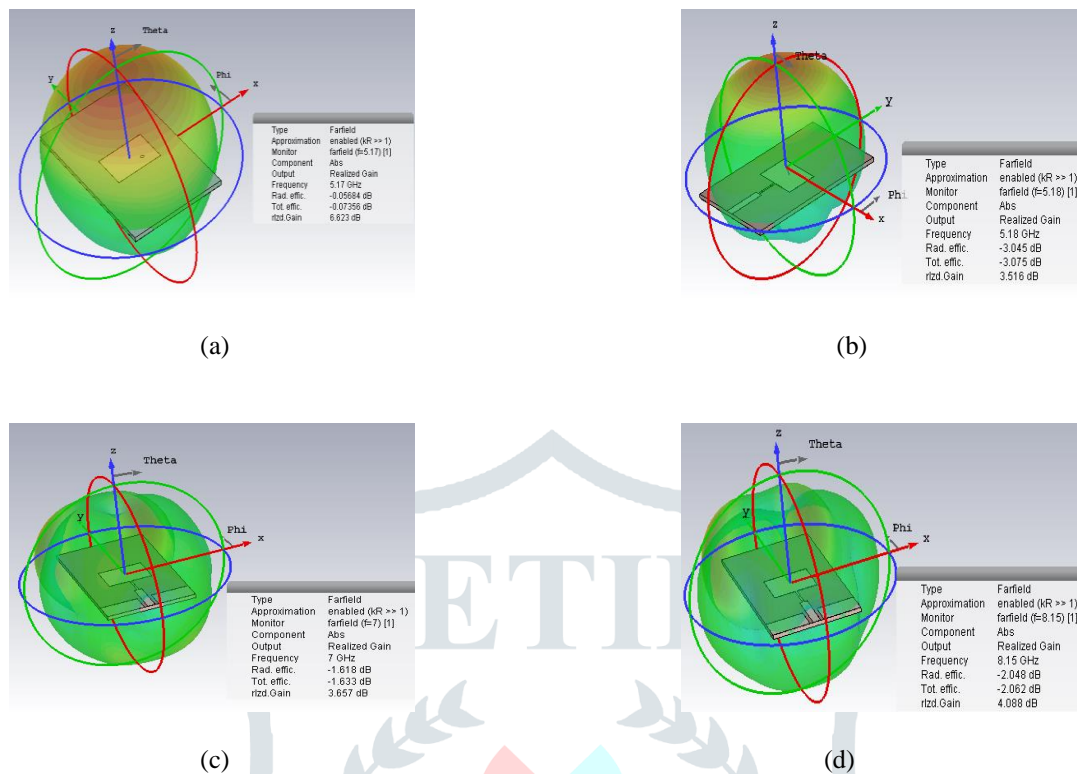 z
Theta
y
Phi
x
Type Farfield
Approximation enabled (kR >> 1)
Monitor farfield (f=5.17) [1]
Component Abs
Output Realized Gain
Frequency 5.17 GHz
Rad. effic. -0.05684 dB
Tot. effic. -0.07356 dB
rlzd.Gain 6.623 dB
(a)
z
Theta
y
Phi
x
Type Farfield
Approximation enabled (kR >> 1)
Monitor farfield (f=5.18) [1]
Component Abs
Output Realized Gain
Frequency 5.18 GHz
Rad. effic. -3.045 dB
Tot. effic. -3.075 dB
rlzd.Gain 3.516 dB
(b)
z
Theta
y
Phi
x
Type Farfield
Approximation enabled (kR >> 1)
Monitor farfield (f=7) [1]
Component Abs
Output Realized Gain
Frequency 7 GHz
Rad. effic. -1.618 dB
Tot. effic. -1.633 dB
rlzd.Gain 3.657 dB
(c)
z
Theta
y
Phi
x
Type Farfield
Approximation enabled (kR >> 1)
Monitor farfield (f=8.15) [1]
Component Abs
Output Realized Gain
Frequency 8.15 GHz
Rad. effic. -2.048 dB
Tot. effic. -2.062 dB
rlzd.Gain 4.088 dB
(d)